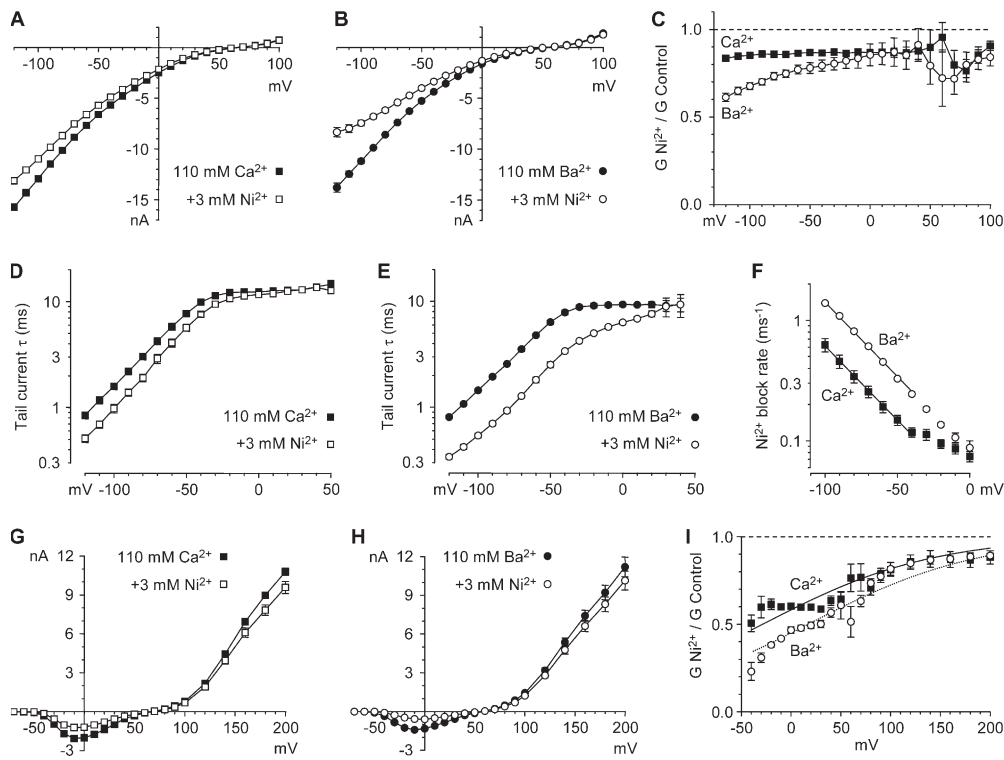 A
-100
-50
50
100
mV
-5
-10
-15
nA
110 mM Ca²⁺
+3 mM Ni²⁺
B
-100
-50
50
100
mV
-5
-10
-15
nA
110 mM Ba²⁺
+3 mM Ni²⁺
C
G Ni²⁺ / G Control
1.0
0.5
0.0
Ca²⁺
Ba²⁺
mV
-100
-50
0
50
100
D
Tail current τ (ms)
10
3
1
0.3
110 mM Ca²⁺
+3 mM Ni²⁺
mV
-100
-50
0
50
E
Tail current τ (ms)
10
3
1
0.3
110 mM Ba²⁺
+3 mM Ni²⁺
mV
-100
-50
0
50
F
Ni²⁺ block rate (ms⁻¹)
1
0.3
0.1
Ba²⁺
Ca²⁺
-100
-50
0
mV
G
nA
12
9
6
3
-3
110 mM Ca²⁺
+3 mM Ni²⁺
-50
50
100
150
200
mV
H
nA
12
9
6
3
-3
110 mM Ba²⁺
+3 mM Ni²⁺
-50
50
100
150
200
mV
I
G Ni²⁺ / G Control
1.0
0.5
0.0
Ca²⁺
Ba²⁺
-50
0
50
100
150
200
mV